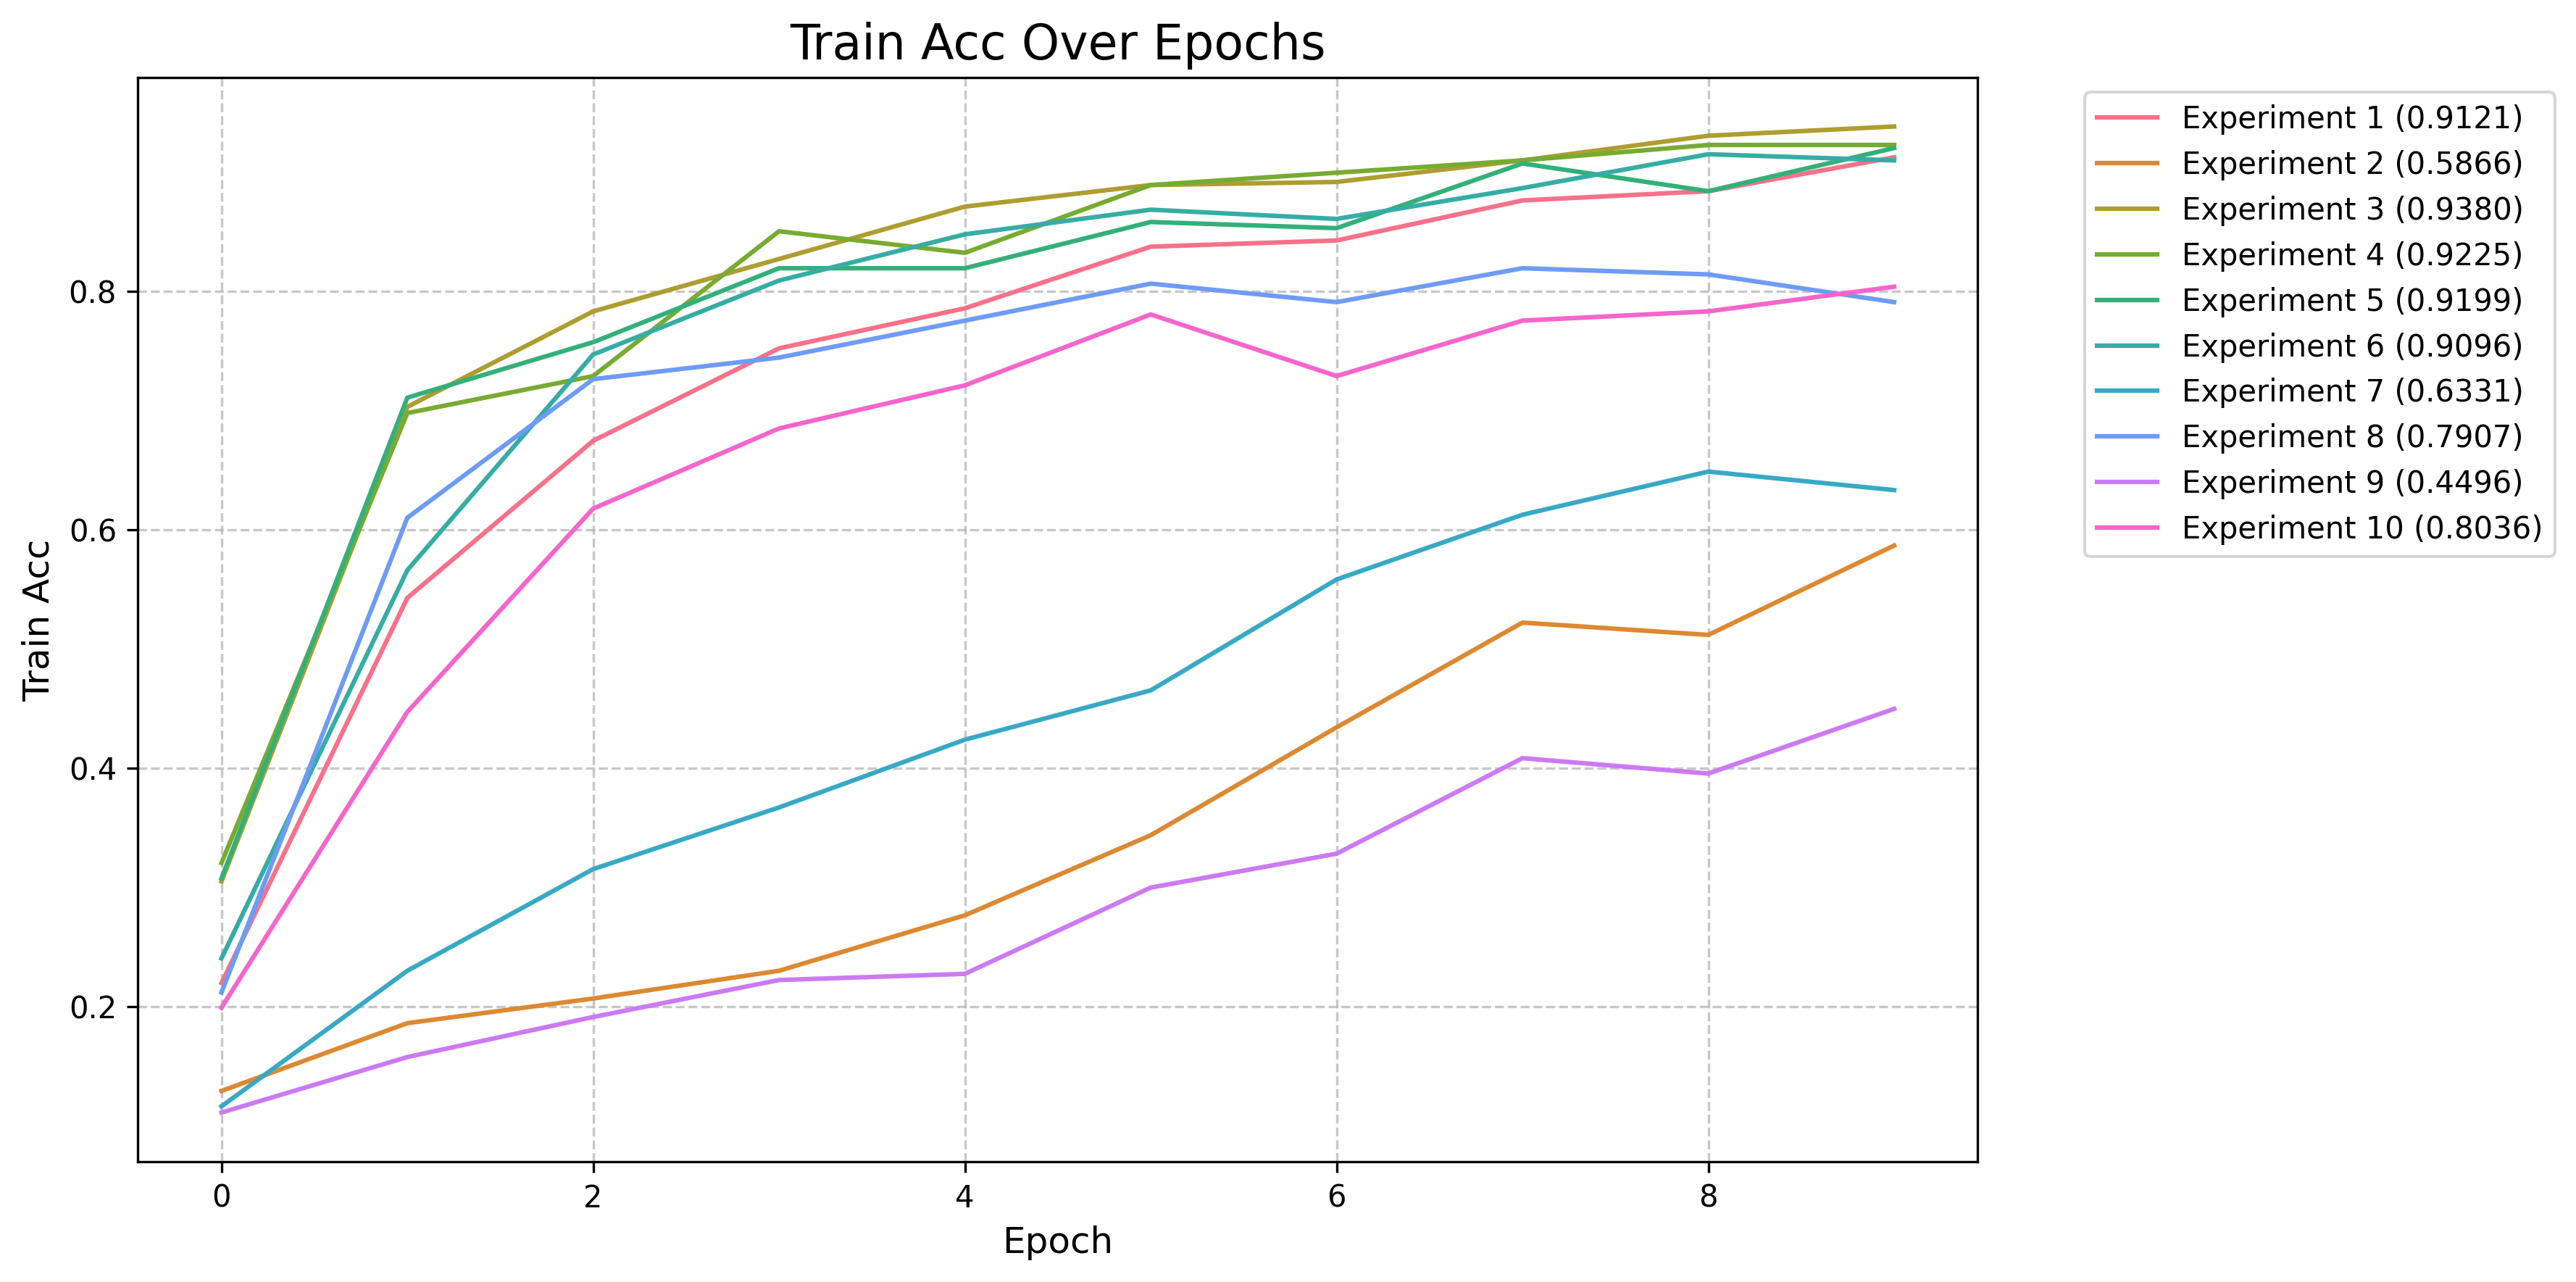 Train Acc Over Epochs
Experiment 1 (0.9121)
Experiment 2 (0.5866)
Experiment 3 (0.9380)
Experiment 4 (0.9225)
Experiment 5 (0.9199)
Experiment 6 (0.9096)
Experiment 7 (0.6331)
Experiment 8 (0.7907)
Experiment 9 (0.4496)
Experiment 10 (0.8036)
Train Acc
0.8
0.6
0.4
0.2
0 2 4 6 8
Epoch